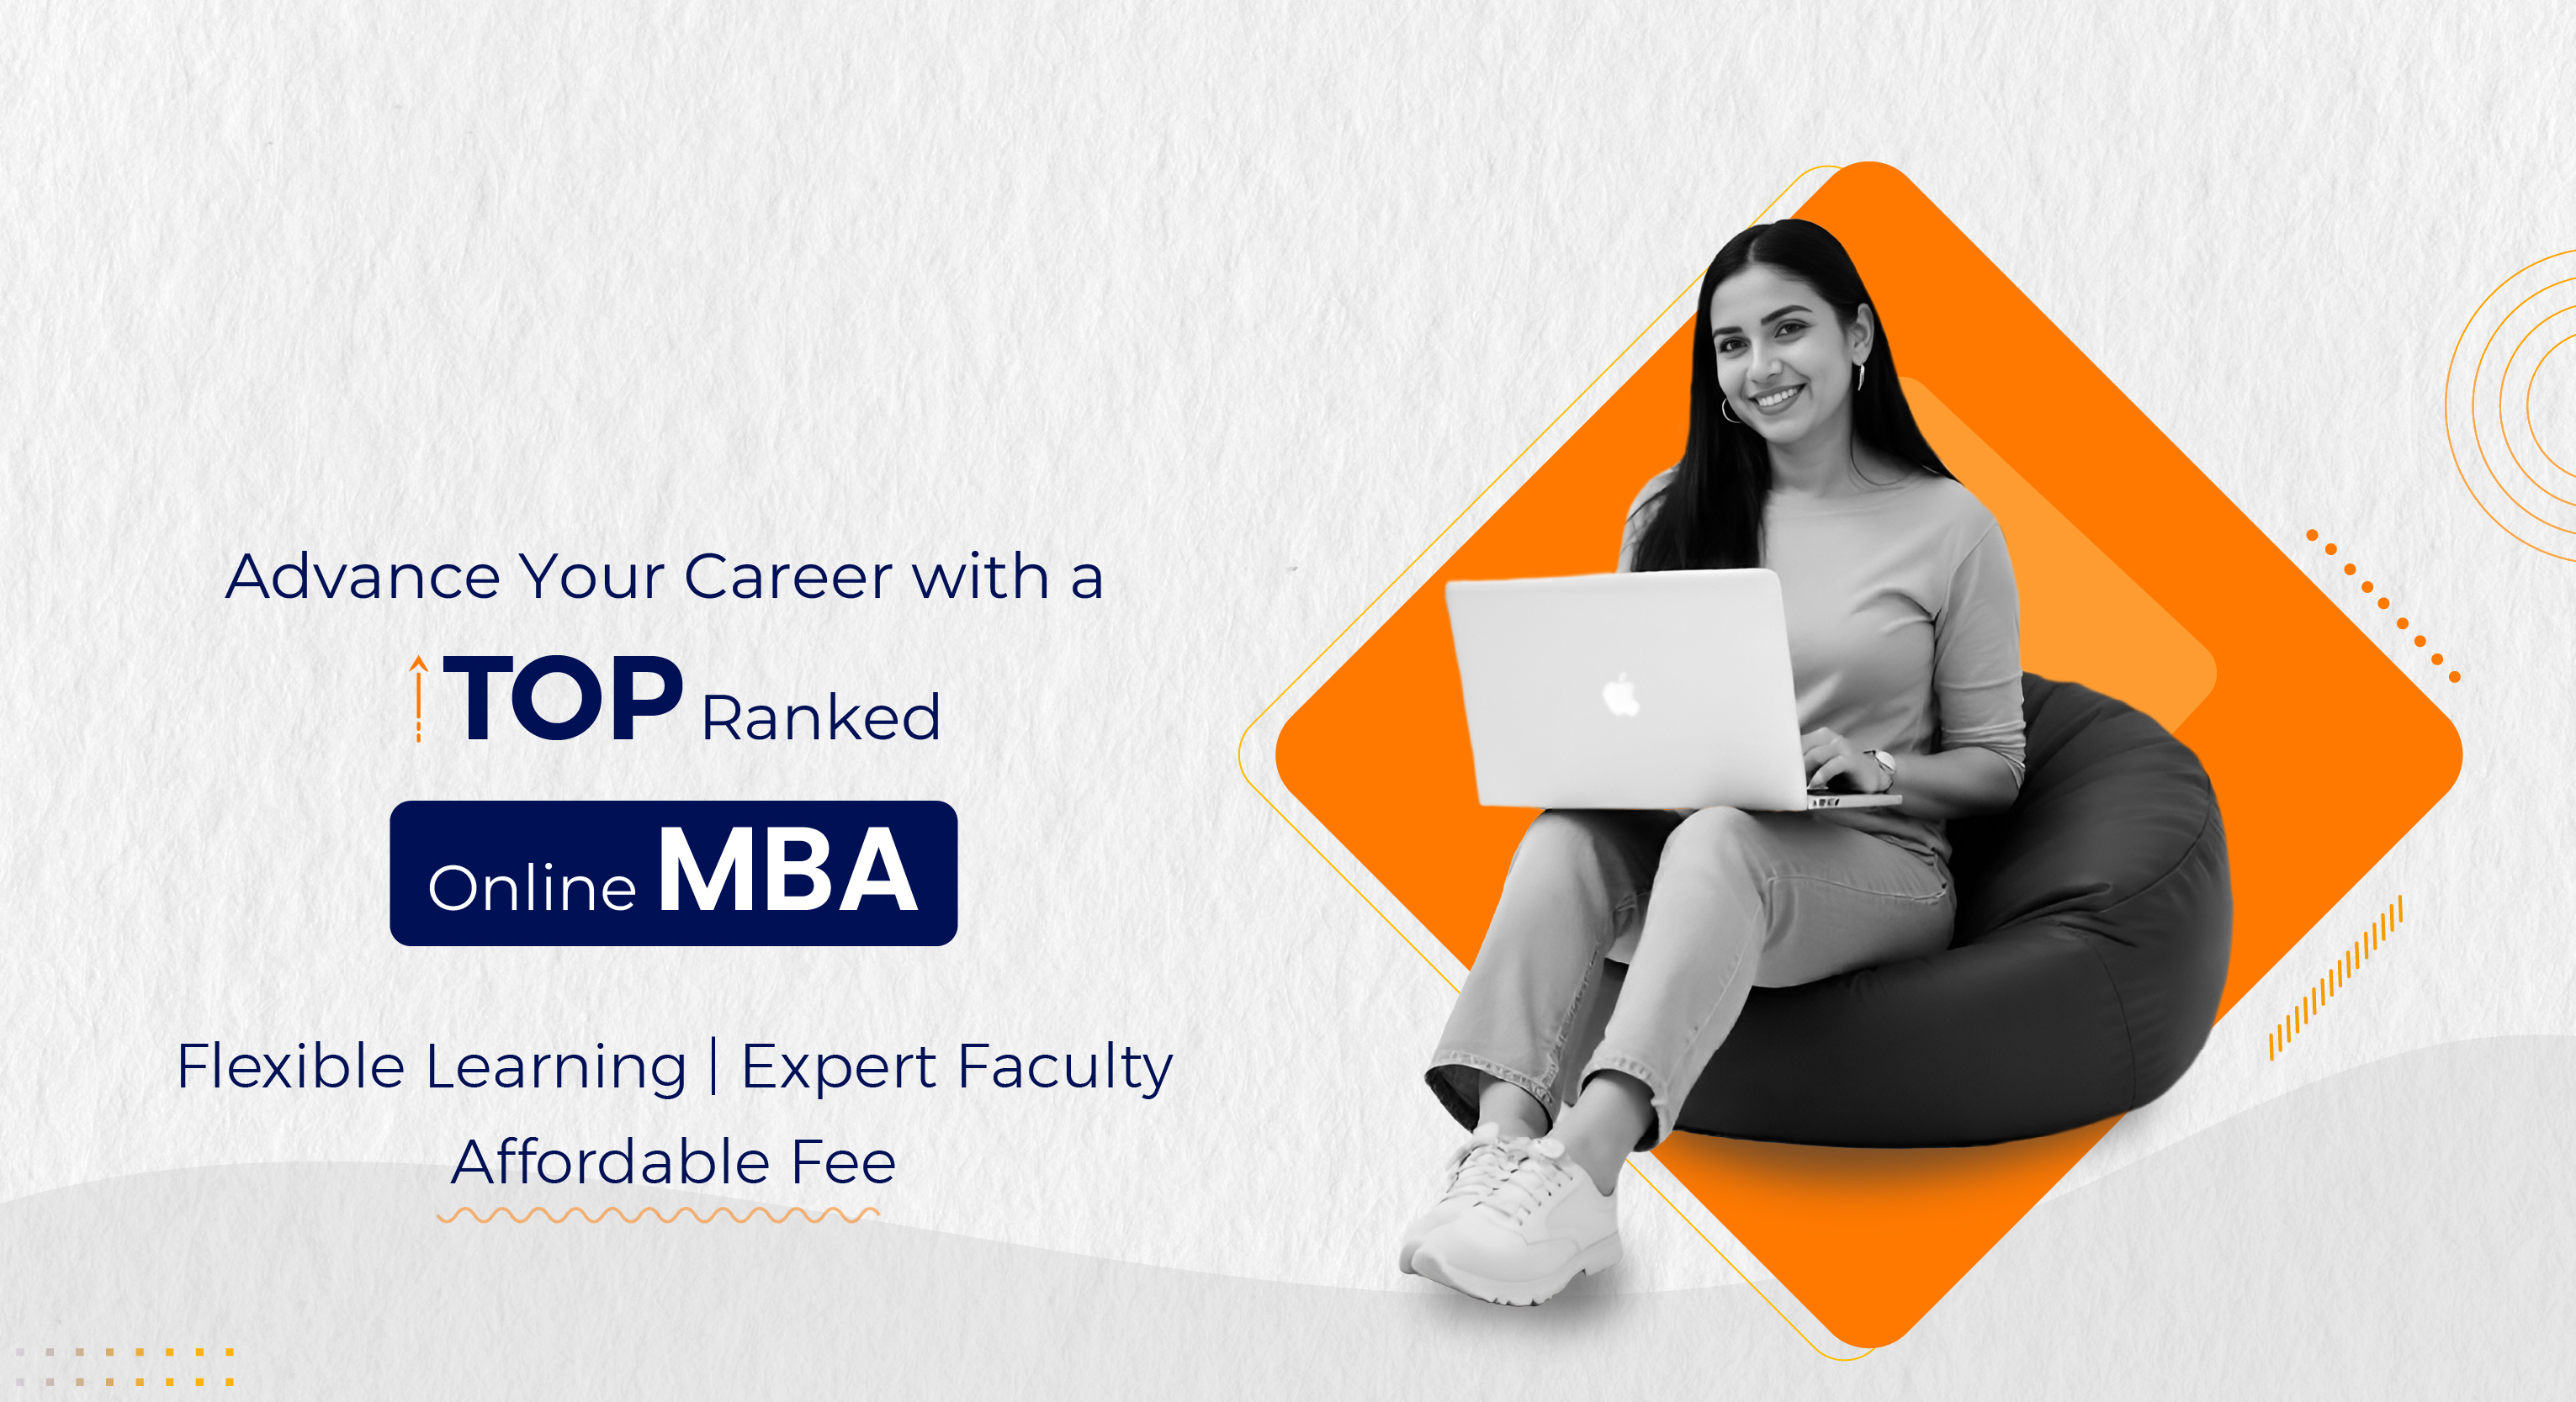 Advance Your Career with a
TOP Ranked
Online MBA
Flexible Learning | Expert Faculty
Affordable Fee